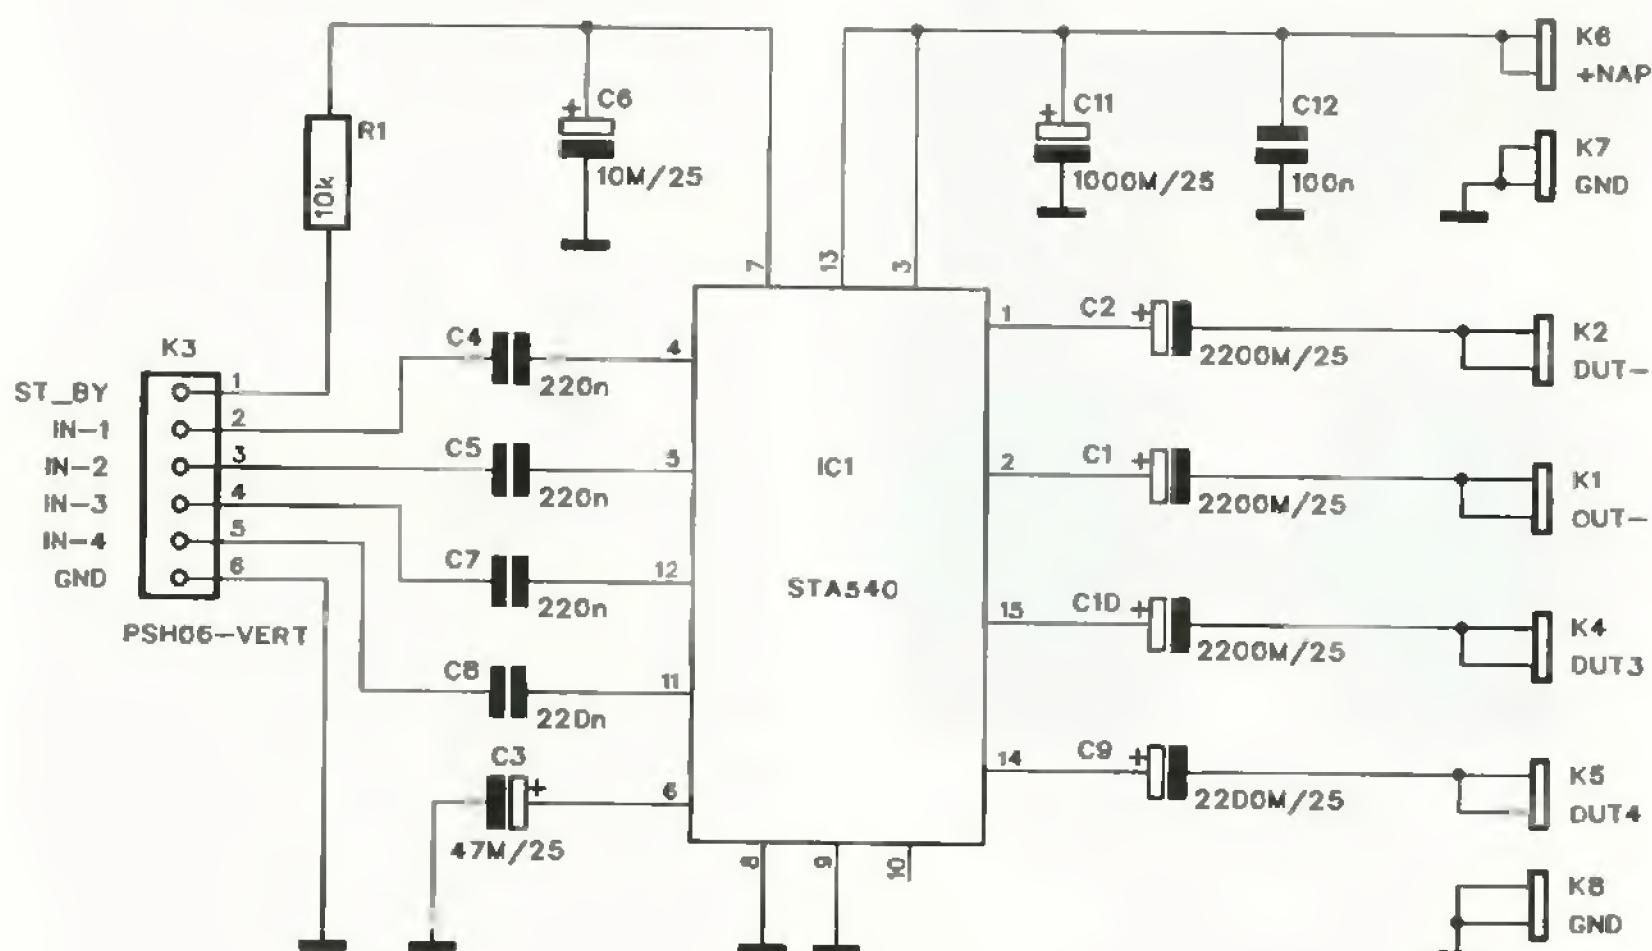 K6
+NAP
C6
10M/25
C11
1000M/25
C12
100n
K7
GND
R1
10k
7
13
3
K3
ST_BY
IN-1
IN-2
IN-3
IN-4
GND
1
2
3
4
5
6
PSH06-VERT
C4
220n
4
C5
220n
5
C7
220n
12
C8
220n
11
C3
47M/25
6
IC1
STA540
8
9
10
1
C2
2200M/25
K2
OUT-
2
C1
2200M/25
K1
OUT-
15
C10
2200M/25
K4
OUT3
14
C9
2200M/25
K5
OUT4
K8
GND